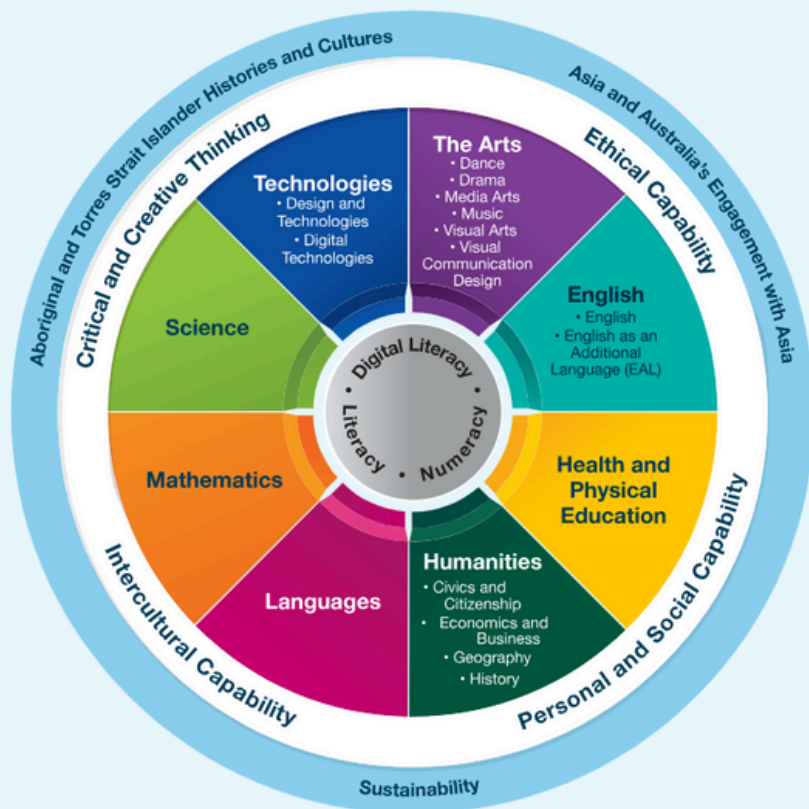 Aboriginal and Torres Strait Islander Histories and Cultures
Asia and Australia's Engagement with Asia
Sustainability
Critical and Creative Thinking
Ethical Capability
Personal and Social Capability
Intercultural Capability
Technologies
• Design and
Technologies
• Digital
Technologies
The Arts
• Dance
• Drama
• Media Arts
• Music
• Visual Arts
• Visual
Communication
Design
English
• English
• English as an
Additional
Language (EAL)
Health and
Physical
Education
Humanities
• Civics and
Citizenship
• Economics and
Business
• Geography
• History
Languages
Mathematics
Science
• Digital Literacy •
Numeracy •
Literacy